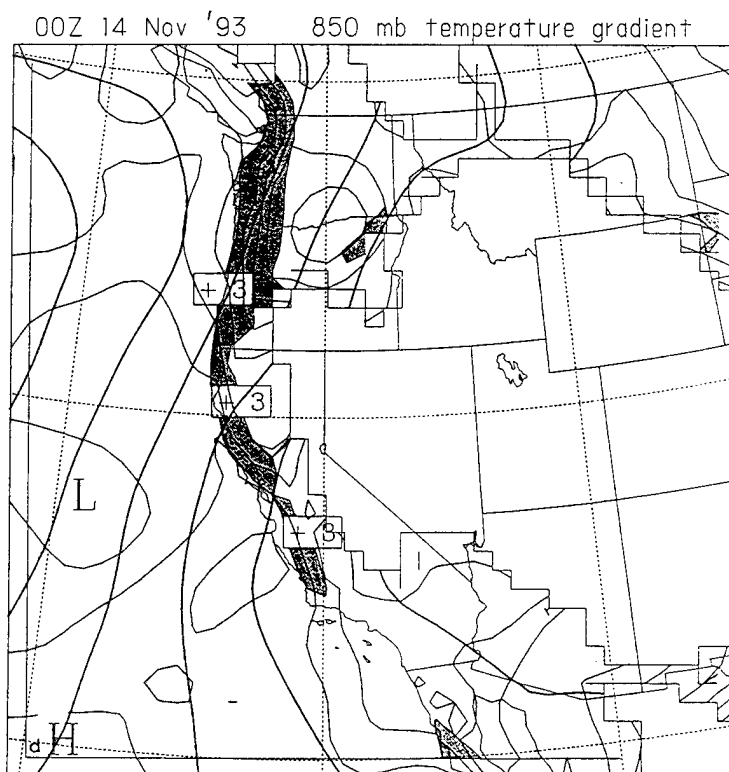 00Z 14 Nov '93 850 mb temperature gradient
+ 3
+ 3
L
+ 3
d H